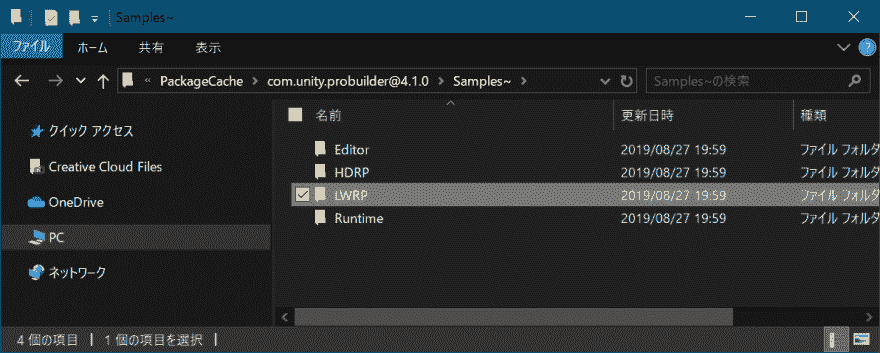 Samples~
ファイル ホーム 共有 表示
« PackageCache › com.unity.probuilder@4.1.0 › Samples~ › Samples~の検索
名前 更新日時 種類
クイック アクセス
Creative Cloud Files
OneDrive
PC
ネットワーク
Editor 2019/08/27 19:59 ファイル フォルダ
HDRP 2019/08/27 19:59 ファイル フォルダ
LWRP 2019/08/27 19:59 ファイル フォルダ
Runtime 2019/08/27 19:59 ファイル フォルダ
4 個の項目 1 個の項目を選択